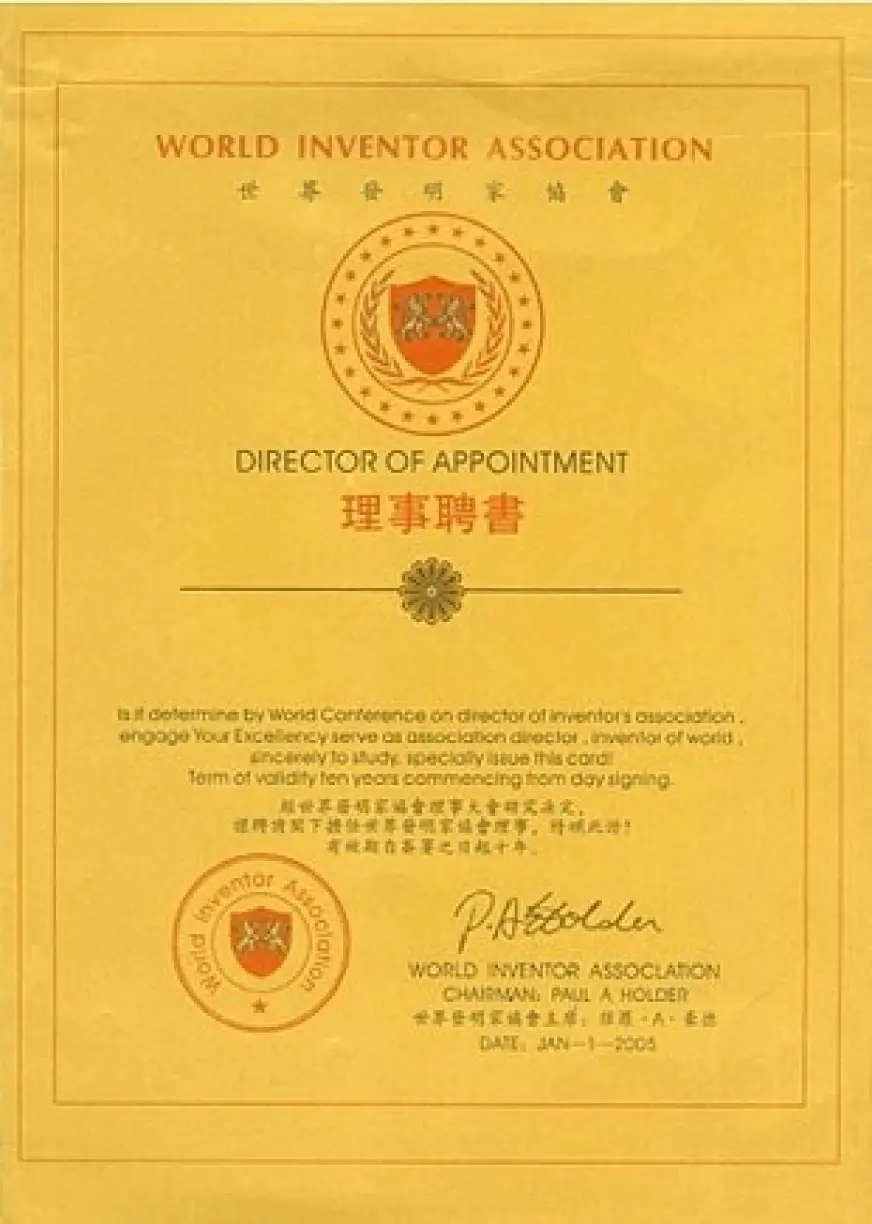 WORLD INVENTOR ASSOCIATION
世界發明家協會
DIRECTOR OF APPOINTMENT
理事聘書
Is it determine by World Conference on director of inventor's association ,
engage Your Excellency serve as association director , inventor of world ,
sincerely to study, specially issue this card!
Term of validity ten years commencing from day signing.
經世界發明家協會理事大會研究決定,
謹聘請閣下擔任世界發明家協會理事, 特頒此證!
有效期自簽署之日起十年.
World Inventor Association
P.A Holder
WORLD INVENTOR ASSOCLATION
CHAIRMAN: PAUL A HOLDER
世界發明家協會主席: 保羅·A·豪德
DATE: JAN-1-2005